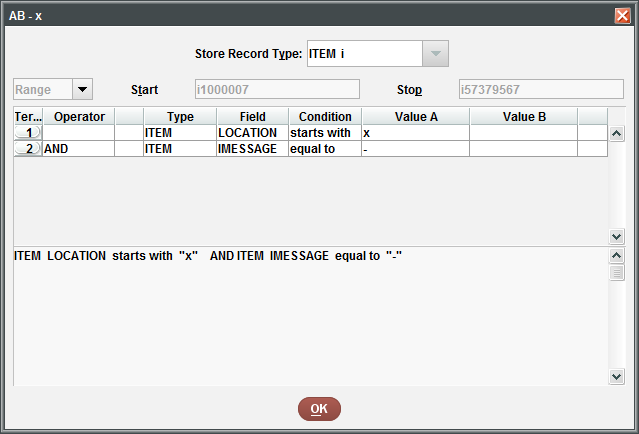 AB - x
Store Record Type: ITEM i
Range Start i1000007 Stop i57379567
Ter... Operator Type Field Condition Value A Value B
1 ITEM LOCATION starts with x
2 AND ITEM IMESSAGE equal to -
ITEM LOCATION starts with "x" AND ITEM IMESSAGE equal to "-"
OK